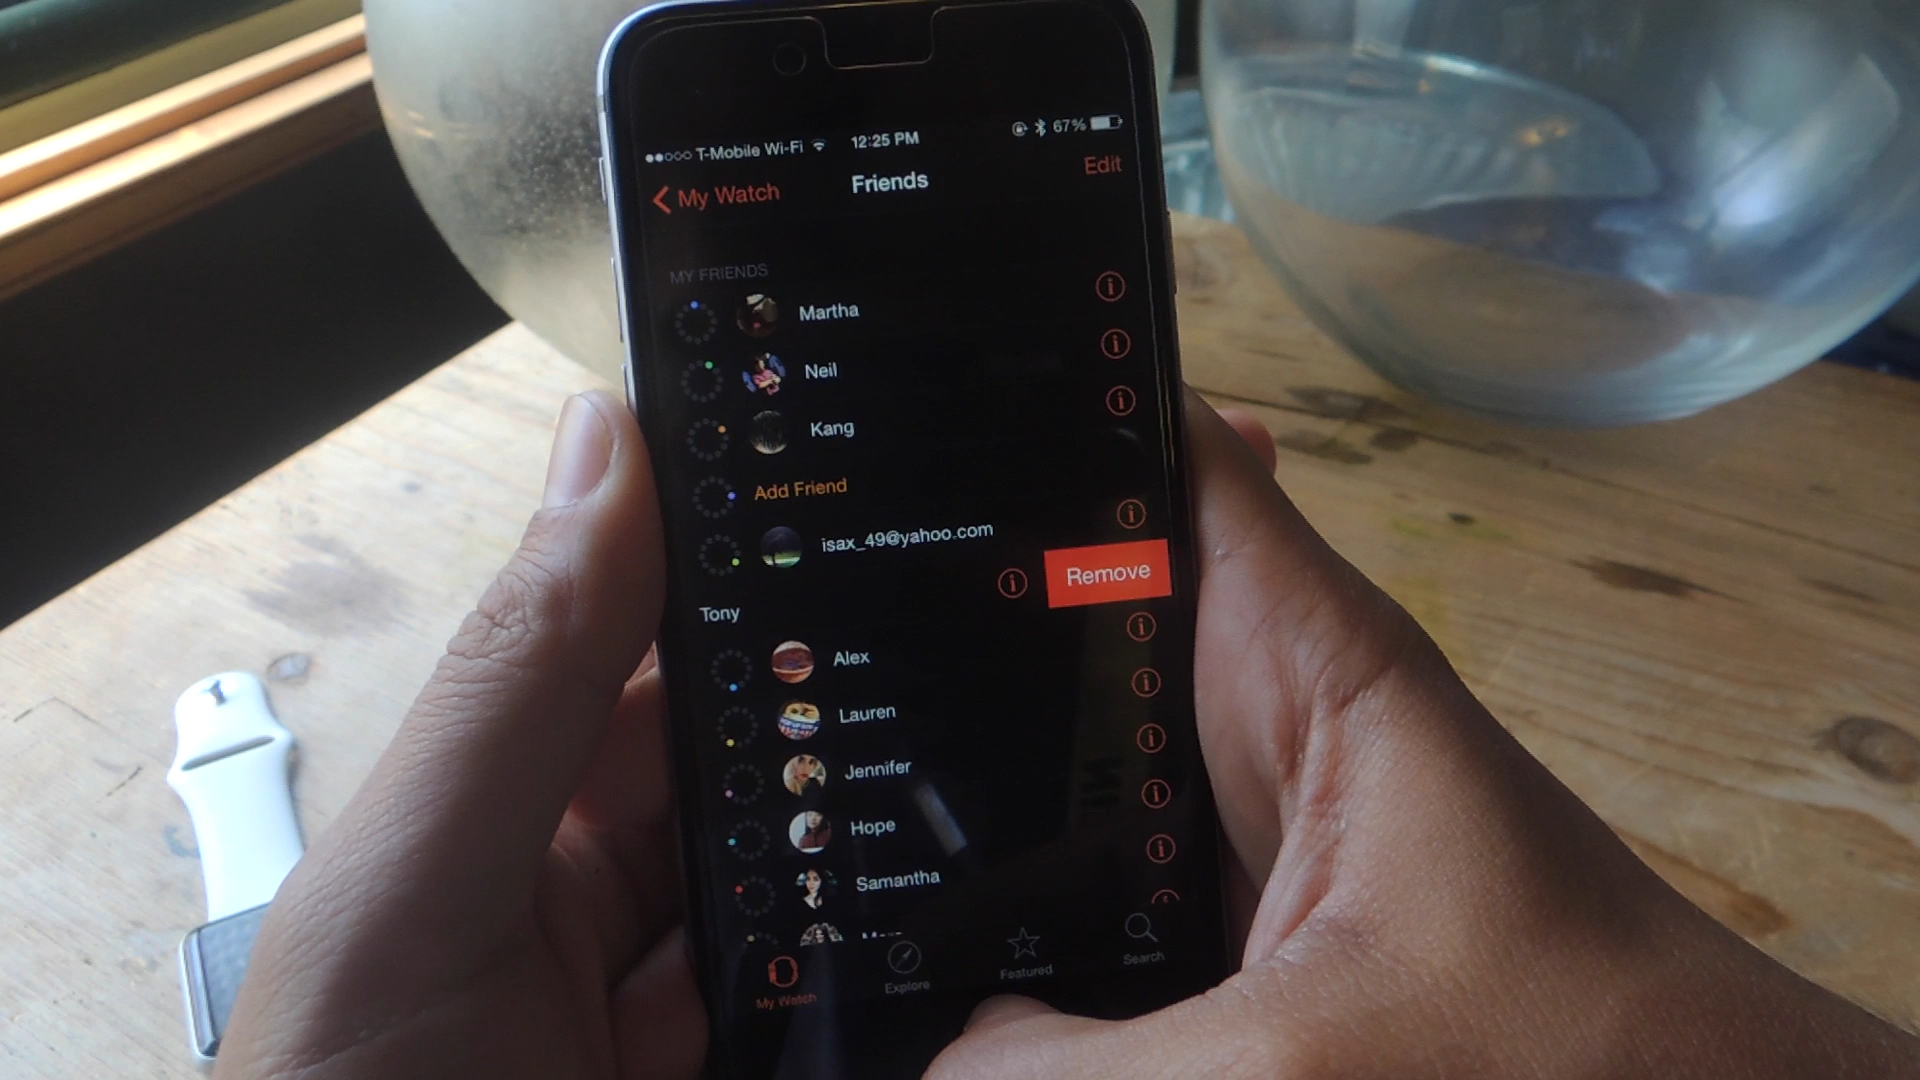 T-Mobile Wi-Fi 12:25 PM 67%
My Watch Friends Edit
MY FRIENDS
Martha
Neil
Kang
Add Friend
isax_49@yahoo.com
Remove
Tony
Alex
Lauren
Jennifer
Hope
Samantha
My Watch Explore Featured Search